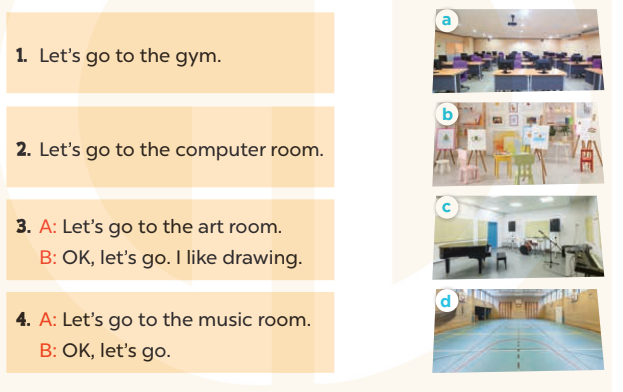 1. Let's go to the gym.
2. Let's go to the computer room.
3. A: Let's go to the art room.
B: OK, let's go. I like drawing.
4. A: Let's go to the music room.
B: OK, let's go.
a
b
c
d